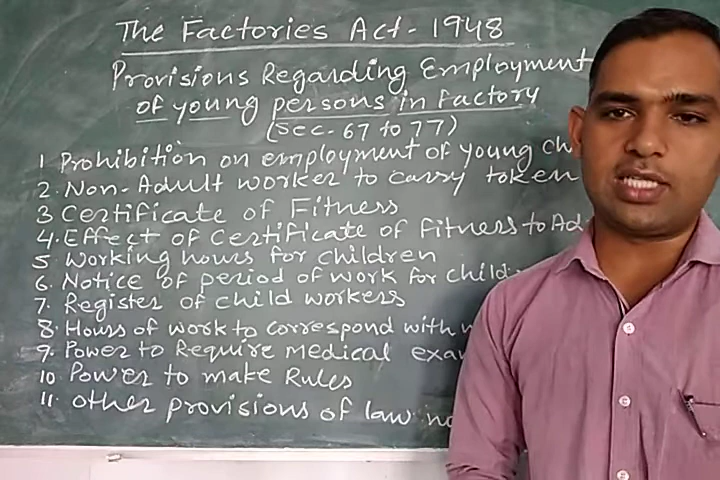 The Factories Act-1948
Provisions Regarding Employment
of young persons in factory
(Sec-67 to 77)
1 Prohibition on employment of young ch
2. Non-Adult worker to carry token
3 Certificate of Fitness
4. Effect of Certificate of fitness to Ad
5. Working hours for children
6. Notice of period of work for child
7. Register of child workers
8. Hours of work to correspond with
9. Power to Require medical exa
10 Power to make Rules
11. Other provisions of law no